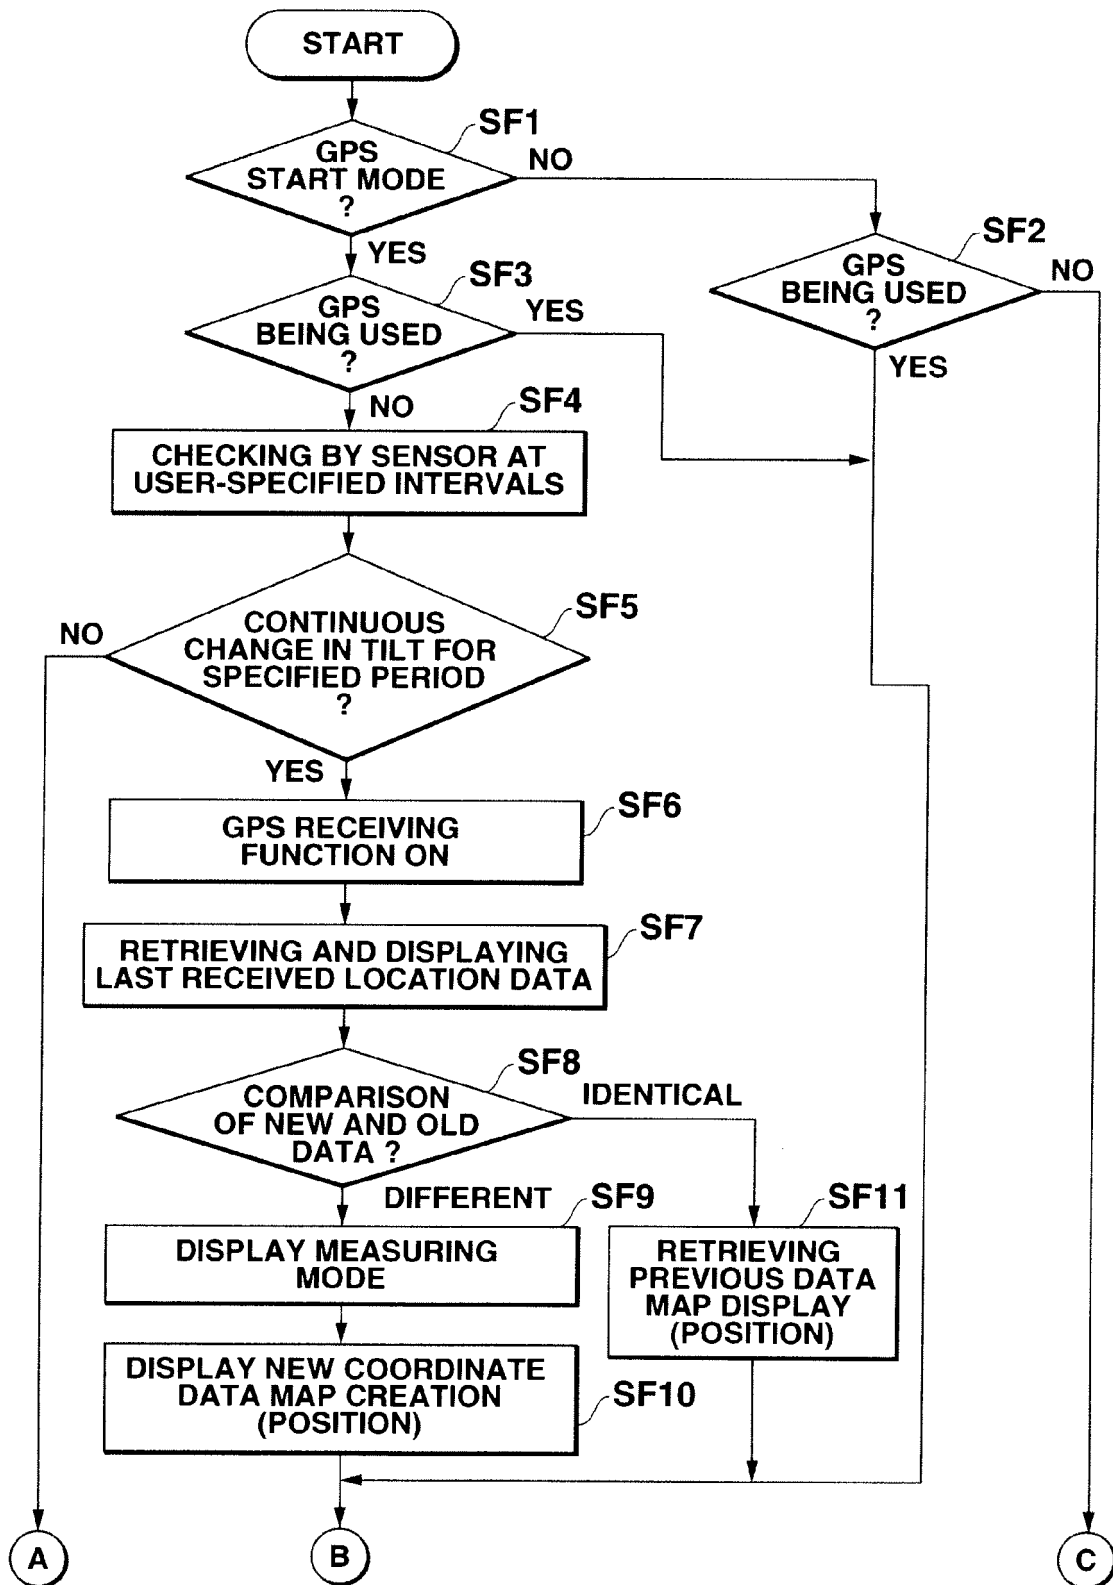 START
SF1
GPS
START MODE
?
NO
YES
SF2
GPS
BEING USED
?
NO
YES
SF3
GPS
BEING USED
?
YES
NO
SF4
CHECKING BY SENSOR AT
USER-SPECIFIED INTERVALS
SF5
CONTINUOUS
CHANGE IN TILT FOR
SPECIFIED PERIOD
?
NO
YES
SF6
GPS RECEIVING
FUNCTION ON
SF7
RETRIEVING AND DISPLAYING
LAST RECEIVED LOCATION DATA
SF8
COMPARISON
OF NEW AND OLD
DATA ?
IDENTICAL
DIFFERENT
SF9
DISPLAY MEASURING
MODE
SF11
RETRIEVING
PREVIOUS DATA
MAP DISPLAY
(POSITION)
DISPLAY NEW COORDINATE
DATA MAP CREATION
(POSITION)
SF10
A
B
C